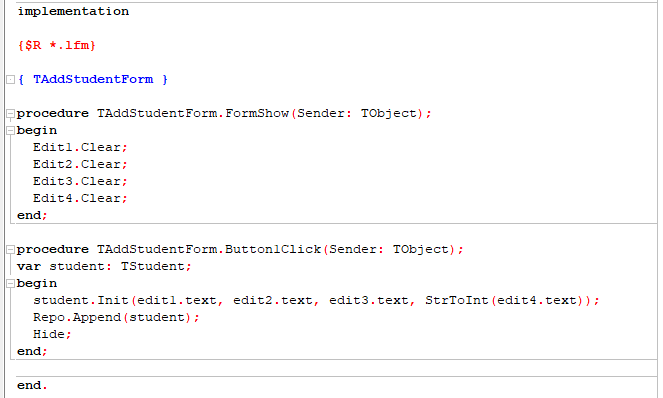 implementation
{$R *.lfm}
{ TAddStudentForm }
procedure TAddStudentForm.FormShow(Sender: TObject);
begin
  Edit1.Clear;
  Edit2.Clear;
  Edit3.Clear;
  Edit4.Clear;
end;
procedure TAddStudentForm.Button1Click(Sender: TObject);
var student: TStudent;
begin
  student.Init(edit1.text, edit2.text, edit3.text, StrToInt(edit4.text));
  Repo.Append(student);
  Hide;
end;
end.